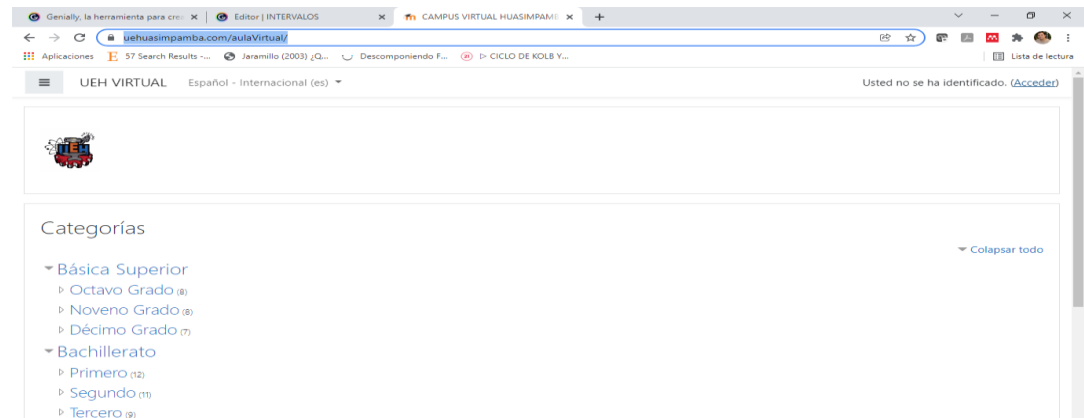 Genially, la herramienta para crea
Editor | INTERVALOS
CAMPUS VIRTUAL HUASIMPAMB
uehuasimpamba.com/aulaVirtual/
Aplicaciones
57 Search Results -...
Jaramillo (2003) ¿Q...
Descomponiendo F...
▷ CICLO DE KOLB Y...
Lista de lectura
UEH VIRTUAL
Español - Internacional (es)
Usted no se ha identificado. (Acceder)
UEH
Categorías
Colapsar todo
Básica Superior
Octavo Grado (8)
Noveno Grado (8)
Décimo Grado (7)
Bachillerato
Primero (12)
Segundo (11)
Tercero (9)